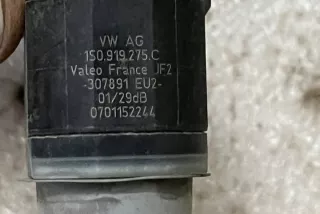 VW AG
1S0.919.275.C
Valeo France JF2
-307891 EU2-
01/29dB
0701152244